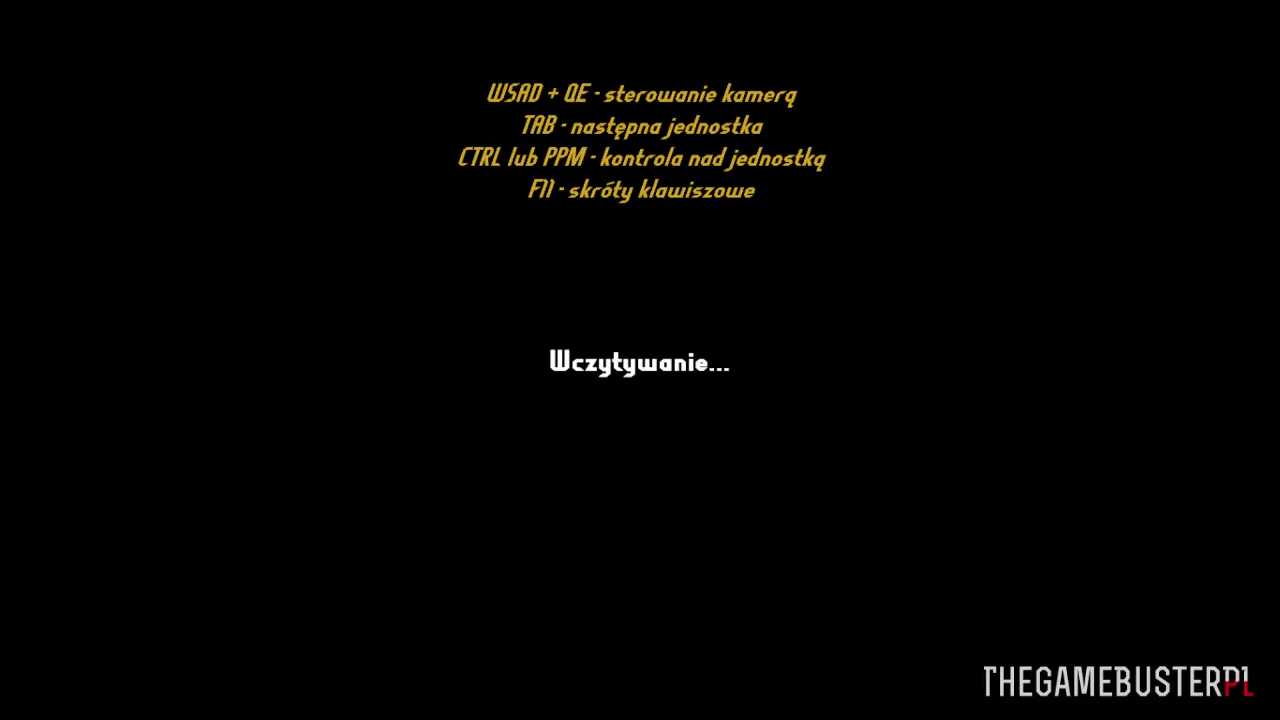 WSAD + QE - sterowanie kamerą
TAB - następna jednostka
CTRL lub PPM - kontrola nad jednostką
F11 - skróty klawiszowe
Wczytywanie...
THEGAMEBUSTERPL